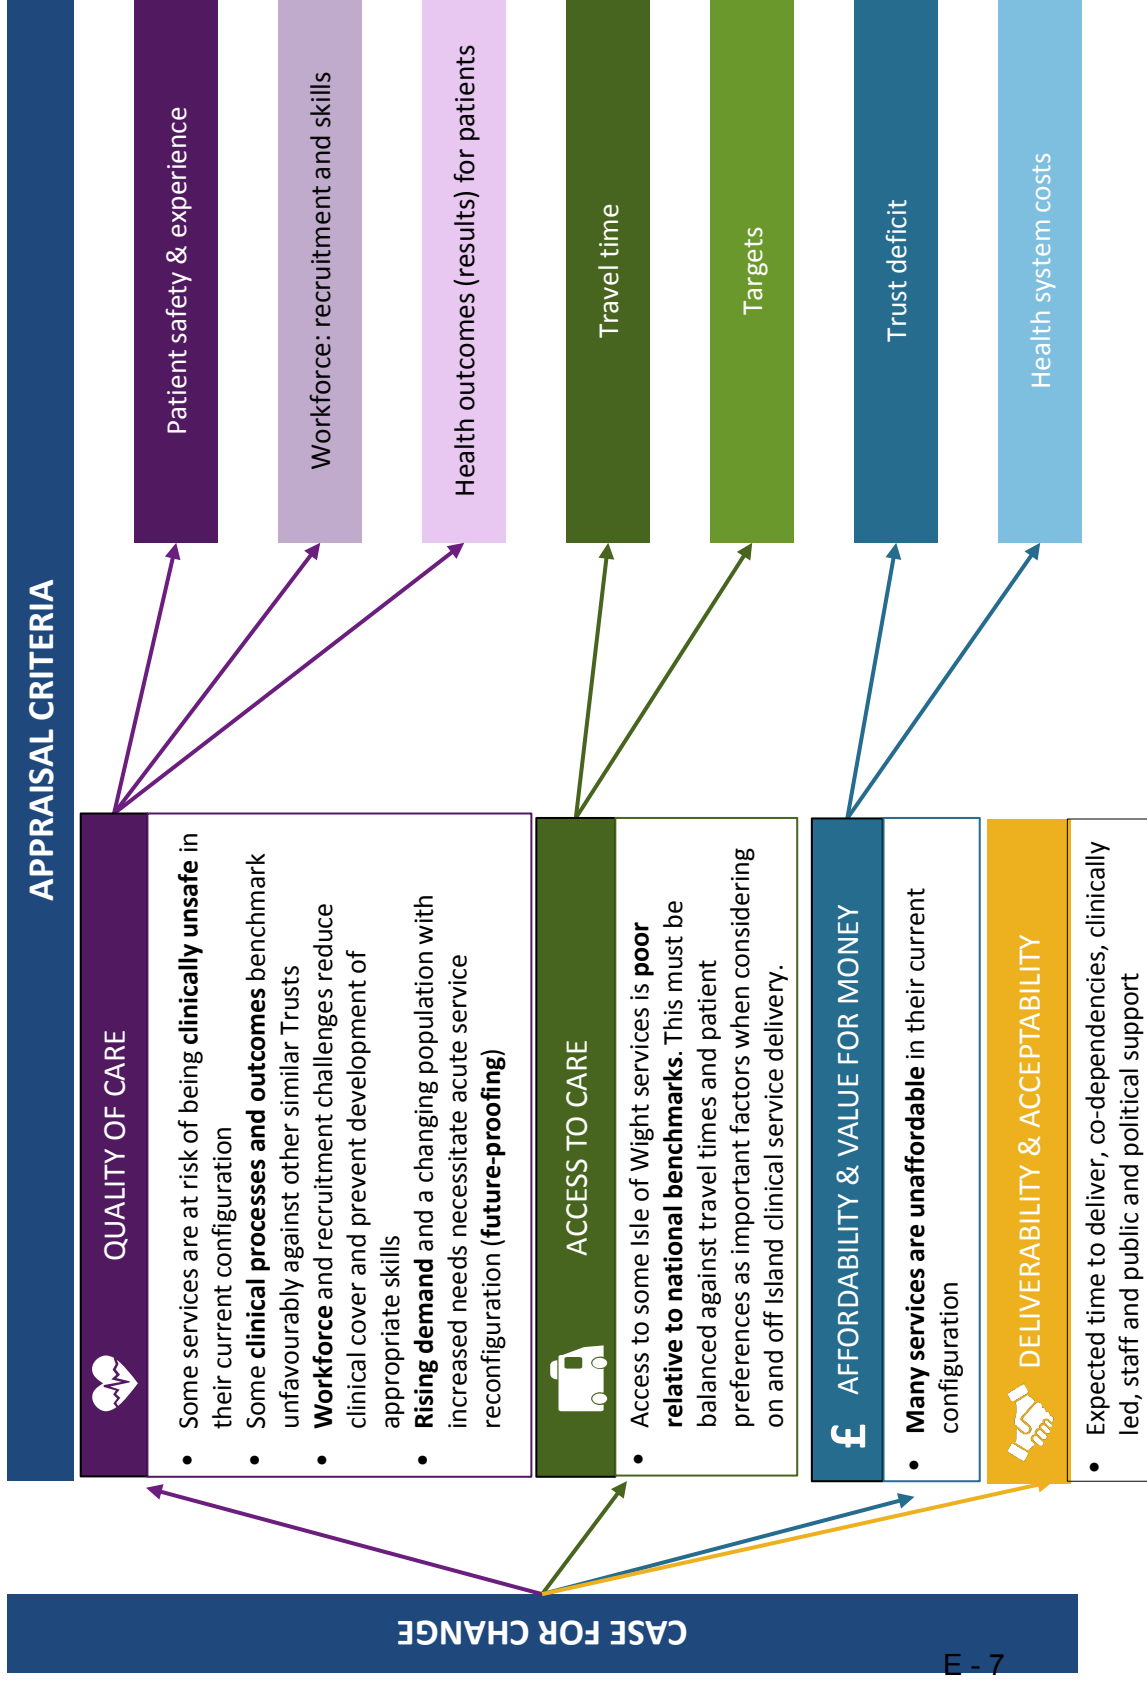 APPRAISAL CRITERIA
CASE FOR CHANGE
QUALITY OF CARE
• Some services are at risk of being clinically unsafe in
their current configuration
• Some clinical processes and outcomes benchmark
unfavourably against other similar Trusts
• Workforce and recruitment challenges reduce
clinical cover and prevent development of
appropriate skills
• Rising demand and a changing population with
increased needs necessitate acute service
reconfiguration (future-proofing)
Patient safety & experience
Workforce: recruitment and skills
Health outcomes (results) for patients
ACCESS TO CARE
• Access to some Isle of Wight services is poor
relative to national benchmarks. This must be
balanced against travel times and patient
preferences as important factors when considering
on and off Island clinical service delivery.
Travel time
Targets
£ AFFORDABILITY & VALUE FOR MONEY
• Many services are unaffordable in their current
configuration
Trust deficit
Health system costs
DELIVERABILITY & ACCEPTABILITY
• Expected time to deliver, co-dependencies, clinically
led, staff and public and political support
E - 7